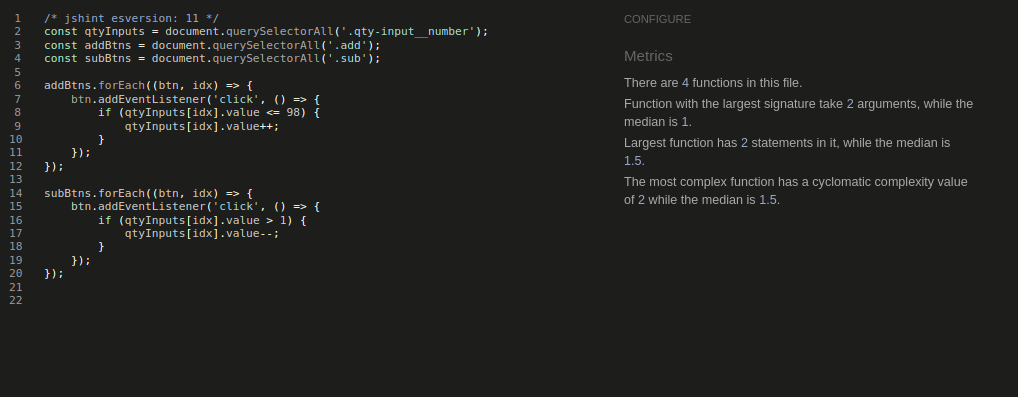 1 /* jshint esversion: 11 */
2 const qtyInputs = document.querySelectorAll('.qty-input__number');
3 const addBtns = document.querySelectorAll('.add');
4 const subBtns = document.querySelectorAll('.sub');
5
6 addBtns.forEach((btn, idx) => {
7     btn.addEventListener('click', () => {
8         if (qtyInputs[idx].value <= 98) {
9             qtyInputs[idx].value++;
10         }
11     });
12 });
13
14 subBtns.forEach((btn, idx) => {
15     btn.addEventListener('click', () => {
16         if (qtyInputs[idx].value > 1) {
17             qtyInputs[idx].value--;
18         }
19     });
20 });
21
22
CONFIGURE
Metrics
There are 4 functions in this file.
Function with the largest signature take 2 arguments, while the
median is 1.
Largest function has 2 statements in it, while the median is
1.5.
The most complex function has a cyclomatic complexity value
of 2 while the median is 1.5.